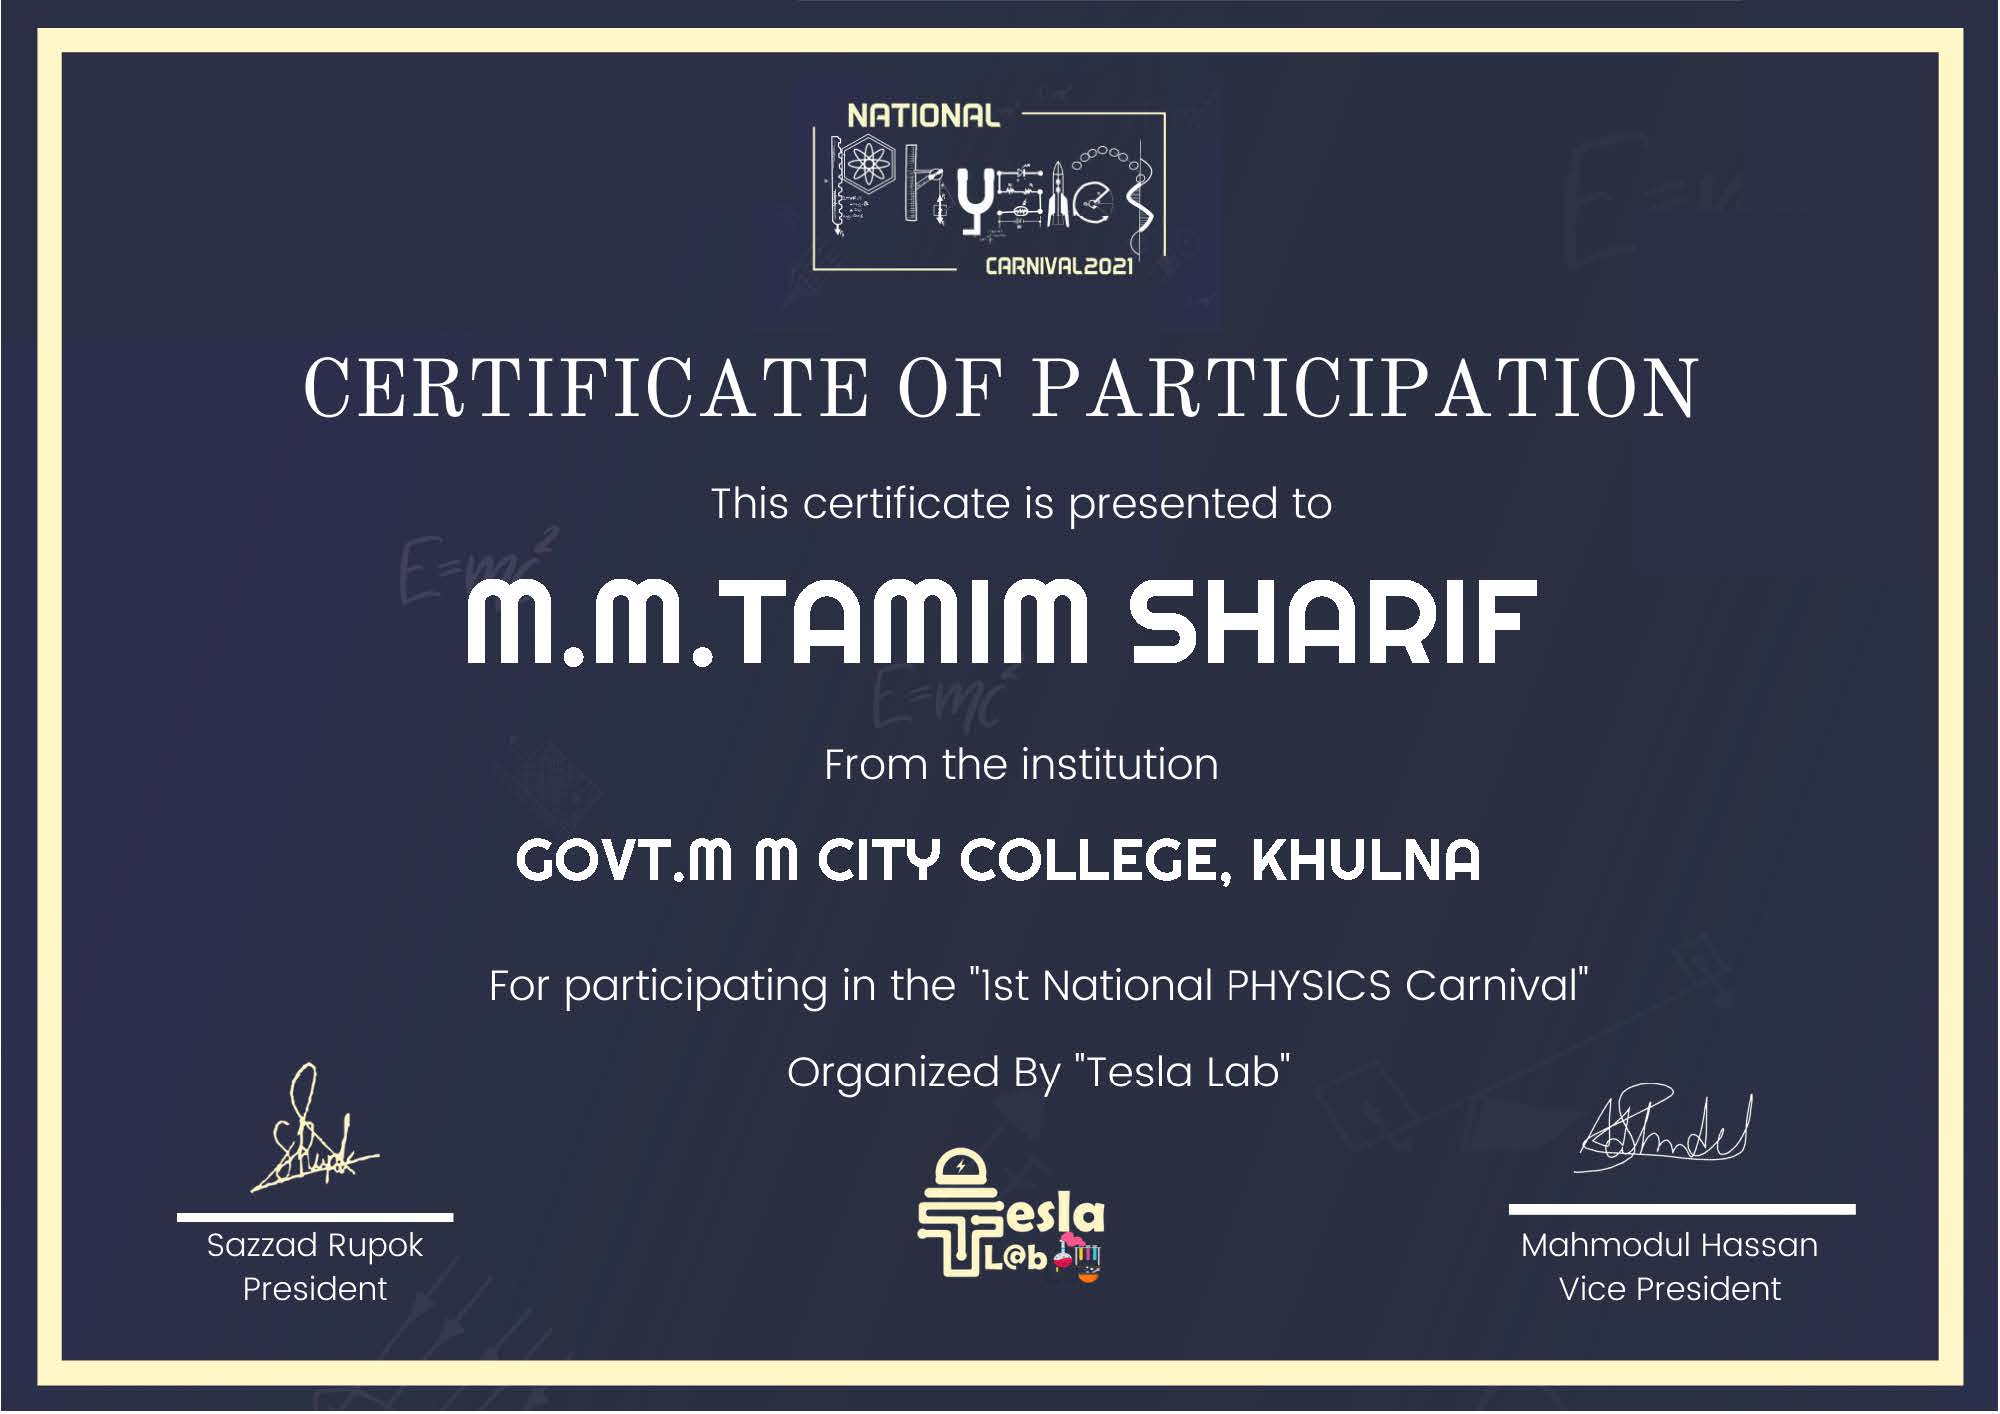 NATIONAL
Physics
CARNIVAL2021
CERTIFICATE OF PARTICIPATION
This certificate is presented to
E=mc²
M.M.TAMIM SHARIF
E=mc²
From the institution
GOVT.M M CITY COLLEGE, KHULNA
For participating in the "1st National PHYSICS Carnival"
Organized By "Tesla Lab"
Tesla
L@b
Sazzad Rupok
President
Mahmodul Hassan
Vice President